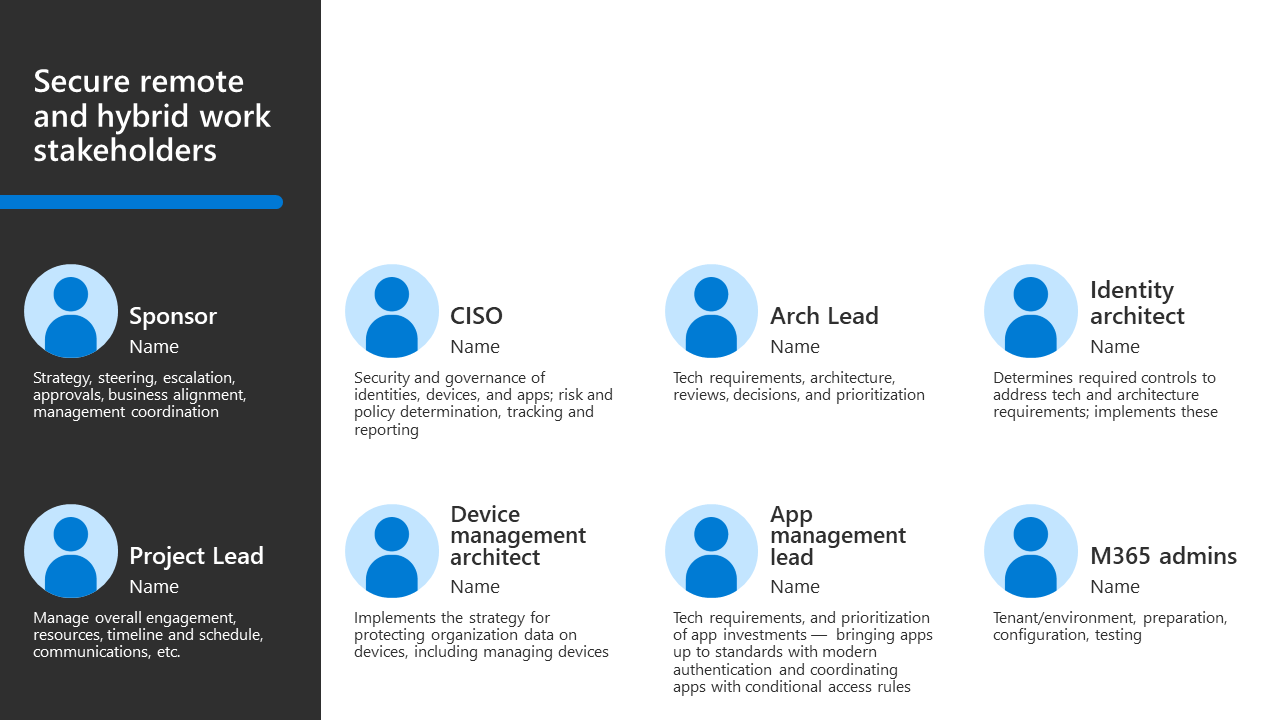 Secure remote
and hybrid work
stakeholders
Sponsor
Name
Strategy, steering, escalation,
approvals, business alignment,
management coordination
CISO
Name
Security and governance of
identities, devices, and apps; risk and
policy determination, tracking and
reporting
Arch Lead
Name
Tech requirements, architecture,
reviews, decisions, and prioritization
Identity
architect
Name
Determines required controls to
address tech and architecture
requirements; implements these
Project Lead
Name
Manage overall engagement,
resources, timeline and schedule,
communications, etc.
Device
management
architect
Name
Implements the strategy for
protecting organization data on
devices, including managing devices
App
management
lead
Name
Tech requirements, and prioritization
of app investments — bringing apps
up to standards with modern
authentication and coordinating
apps with conditional access rules
M365 admins
Name
Tenant/environment, preparation,
configuration, testing